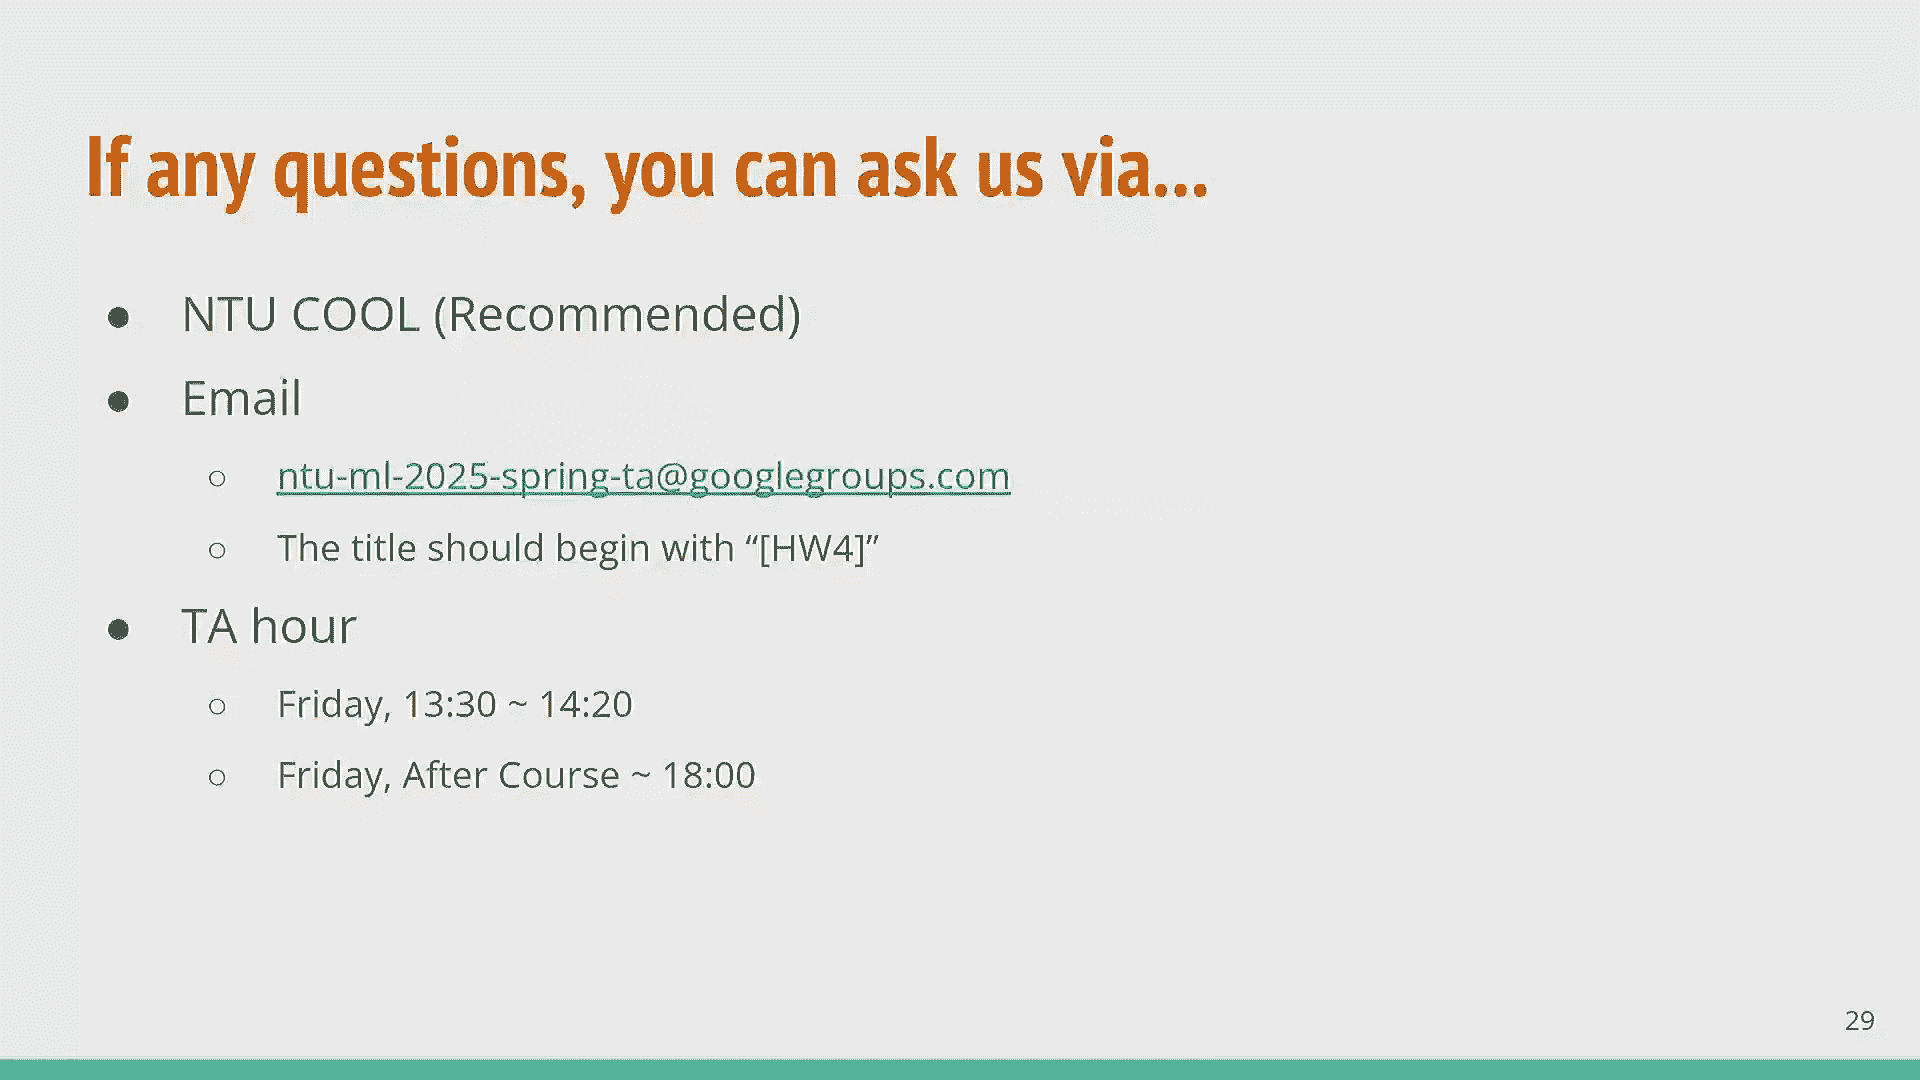 If any questions, you can ask us via...
● NTU COOL (Recommended)
● Email
○ ntu-ml-2025-spring-ta@googlegroups.com
○ The title should begin with “[HW4]”
● TA hour
○ Friday, 13:30 ~ 14:20
○ Friday, After Course ~ 18:00
29